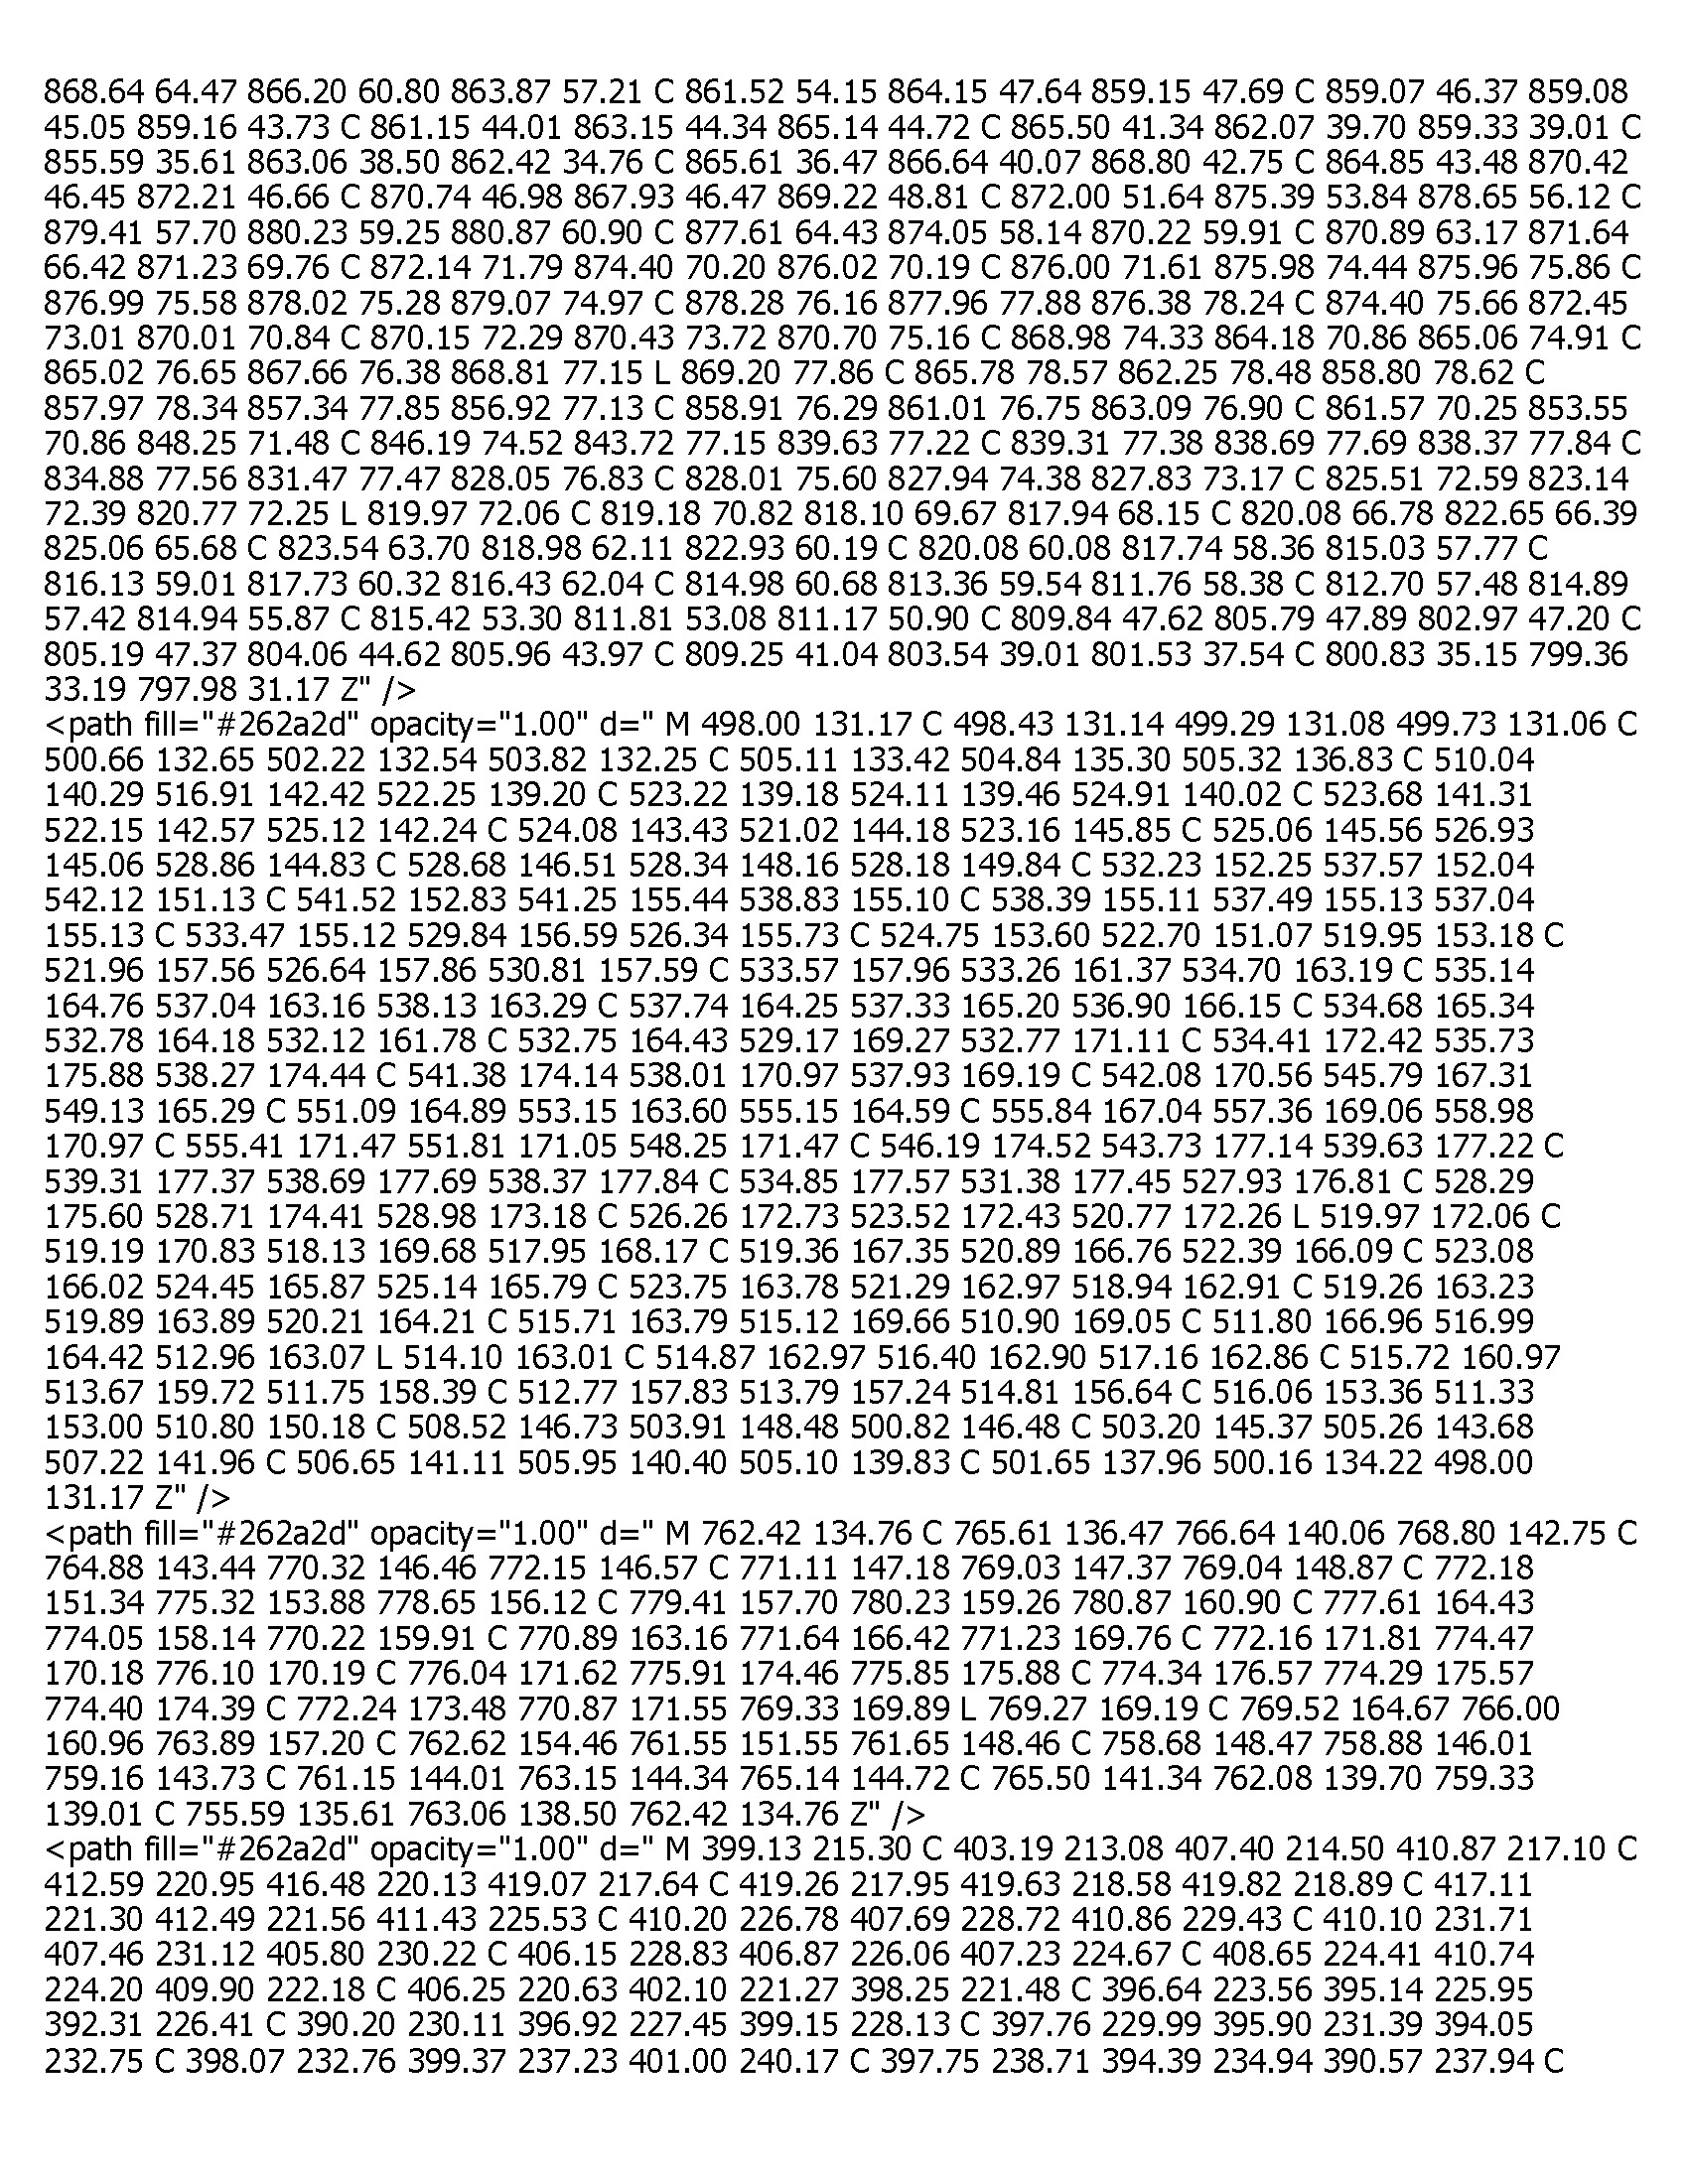 868.64 64.47 866.20 60.80 863.87 57.21 C 861.52 54.15 864.15 47.64 859.15 47.69 C 859.07 46.37 859.08
45.05 859.16 43.73 C 861.15 44.01 863.15 44.34 865.14 44.72 C 865.50 41.34 862.07 39.70 859.33 39.01 C
855.59 35.61 863.06 38.50 862.42 34.76 C 865.61 36.47 866.64 40.07 868.80 42.75 C 864.85 43.48 870.42
46.45 872.21 46.66 C 870.74 46.98 867.93 46.47 869.22 48.81 C 872.00 51.64 875.39 53.84 878.65 56.12 C
879.41 57.70 880.23 59.25 880.87 60.90 C 877.61 64.43 874.05 58.14 870.22 59.91 C 870.89 63.17 871.64
66.42 871.23 69.76 C 872.14 71.79 874.40 70.20 876.02 70.19 C 876.00 71.61 875.98 74.44 875.96 75.86 C
876.99 75.58 878.02 75.28 879.07 74.97 C 878.28 76.16 877.96 77.88 876.38 78.24 C 874.40 75.66 872.45
73.01 870.01 70.84 C 870.15 72.29 870.43 73.72 870.70 75.16 C 868.98 74.33 864.18 70.86 865.06 74.91 C
865.02 76.65 867.66 76.38 868.81 77.15 L 869.20 77.86 C 865.78 78.57 862.25 78.48 858.80 78.62 C
857.97 78.34 857.34 77.85 856.92 77.13 C 858.91 76.29 861.01 76.75 863.09 76.90 C 861.57 70.25 853.55
70.86 848.25 71.48 C 846.19 74.52 843.72 77.15 839.63 77.22 C 839.31 77.38 838.69 77.69 838.37 77.84 C
834.88 77.56 831.47 77.47 828.05 76.83 C 828.01 75.60 827.94 74.38 827.83 73.17 C 825.51 72.59 823.14
72.39 820.77 72.25 L 819.97 72.06 C 819.18 70.82 818.10 69.67 817.94 68.15 C 820.08 66.78 822.65 66.39
825.06 65.68 C 823.54 63.70 818.98 62.11 822.93 60.19 C 820.08 60.08 817.74 58.36 815.03 57.77 C
816.13 59.01 817.73 60.32 816.43 62.04 C 814.98 60.68 813.36 59.54 811.76 58.38 C 812.70 57.48 814.89
57.42 814.94 55.87 C 815.42 53.30 811.81 53.08 811.17 50.90 C 809.84 47.62 805.79 47.89 802.97 47.20 C
805.19 47.37 804.06 44.62 805.96 43.97 C 809.25 41.04 803.54 39.01 801.53 37.54 C 800.83 35.15 799.36
33.19 797.98 31.17 Z" />
<path fill="#262a2d" opacity="1.00" d=" M 498.00 131.17 C 498.43 131.14 499.29 131.08 499.73 131.06 C
500.66 132.65 502.22 132.54 503.82 132.25 C 505.11 133.42 504.84 135.30 505.32 136.83 C 510.04
140.29 516.91 142.42 522.25 139.20 C 523.22 139.18 524.11 139.46 524.91 140.02 C 523.68 141.31
522.15 142.57 525.12 142.24 C 524.08 143.43 521.02 144.18 523.16 145.85 C 525.06 145.56 526.93
145.06 528.86 144.83 C 528.68 146.51 528.34 148.16 528.18 149.84 C 532.23 152.25 537.57 152.04
542.12 151.13 C 541.52 152.83 541.25 155.44 538.83 155.10 C 538.39 155.11 537.49 155.13 537.04
155.13 C 533.47 155.12 529.84 156.59 526.34 155.73 C 524.75 153.60 522.70 151.07 519.95 153.18 C
521.96 157.56 526.64 157.86 530.81 157.59 C 533.57 157.96 533.26 161.37 534.70 163.19 C 535.14
164.76 537.04 163.16 538.13 163.29 C 537.74 164.25 537.33 165.20 536.90 166.15 C 534.68 165.34
532.78 164.18 532.12 161.78 C 532.75 164.43 529.17 169.27 532.77 171.11 C 534.41 172.42 535.73
175.88 538.27 174.44 C 541.38 174.14 538.01 170.97 537.93 169.19 C 542.08 170.56 545.79 167.31
549.13 165.29 C 551.09 164.89 553.15 163.60 555.15 164.59 C 555.84 167.04 557.36 169.06 558.98
170.97 C 555.41 171.47 551.81 171.05 548.25 171.47 C 546.19 174.52 543.73 177.14 539.63 177.22 C
539.31 177.37 538.69 177.69 538.37 177.84 C 534.85 177.57 531.38 177.45 527.93 176.81 C 528.29
175.60 528.71 174.41 528.98 173.18 C 526.26 172.73 523.52 172.43 520.77 172.26 L 519.97 172.06 C
519.19 170.83 518.13 169.68 517.95 168.17 C 519.36 167.35 520.89 166.76 522.39 166.09 C 523.08
166.02 524.45 165.87 525.14 165.79 C 523.75 163.78 521.29 162.97 518.94 162.91 C 519.26 163.23
519.89 163.89 520.21 164.21 C 515.71 163.79 515.12 169.66 510.90 169.05 C 511.80 166.96 516.99
164.42 512.96 163.07 L 514.10 163.01 C 514.87 162.97 516.40 162.90 517.16 162.86 C 515.72 160.97
513.67 159.72 511.75 158.39 C 512.77 157.83 513.79 157.24 514.81 156.64 C 516.06 153.36 511.33
153.00 510.80 150.18 C 508.52 146.73 503.91 148.48 500.82 146.48 C 503.20 145.37 505.26 143.68
507.22 141.96 C 506.65 141.11 505.95 140.40 505.10 139.83 C 501.65 137.96 500.16 134.22 498.00
131.17 Z" />
<path fill="#262a2d" opacity="1.00" d=" M 762.42 134.76 C 765.61 136.47 766.64 140.06 768.80 142.75 C
764.88 143.44 770.32 146.46 772.15 146.57 C 771.11 147.18 769.03 147.37 769.04 148.87 C 772.18
151.34 775.32 153.88 778.65 156.12 C 779.41 157.70 780.23 159.26 780.87 160.90 C 777.61 164.43
774.05 158.14 770.22 159.91 C 770.89 163.16 771.64 166.42 771.23 169.76 C 772.16 171.81 774.47
170.18 776.10 170.19 C 776.04 171.62 775.91 174.46 775.85 175.88 C 774.34 176.57 774.29 175.57
774.40 174.39 C 772.24 173.48 770.87 171.55 769.33 169.89 L 769.27 169.19 C 769.52 164.67 766.00
160.96 763.89 157.20 C 762.62 154.46 761.55 151.55 761.65 148.46 C 758.68 148.47 758.88 146.01
759.16 143.73 C 761.15 144.01 763.15 144.34 765.14 144.72 C 765.50 141.34 762.08 139.70 759.33
139.01 C 755.59 135.61 763.06 138.50 762.42 134.76 Z" />
<path fill="#262a2d" opacity="1.00" d=" M 399.13 215.30 C 403.19 213.08 407.40 214.50 410.87 217.10 C
412.59 220.95 416.48 220.13 419.07 217.64 C 419.26 217.95 419.63 218.58 419.82 218.89 C 417.11
221.30 412.49 221.56 411.43 225.53 C 410.20 226.78 407.69 228.72 410.86 229.43 C 410.10 231.71
407.46 231.12 405.80 230.22 C 406.15 228.83 406.87 226.06 407.23 224.67 C 408.65 224.41 410.74
224.20 409.90 222.18 C 406.25 220.63 402.10 221.27 398.25 221.48 C 396.64 223.56 395.14 225.95
392.31 226.41 C 390.20 230.11 396.92 227.45 399.15 228.13 C 397.76 229.99 395.90 231.39 394.05
232.75 C 398.07 232.76 399.37 237.23 401.00 240.17 C 397.75 238.71 394.39 234.94 390.57 237.94 C